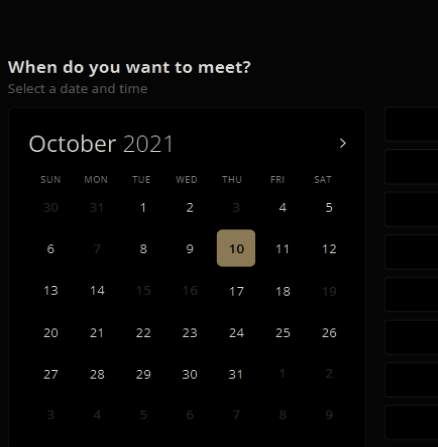 When do you want to meet?
Select a date and time
October 2021
SUN MON TUE WED THU FRI SAT
30 31 1 2 3 4 5
6 7 8 9 10 11 12
13 14 15 16 17 18 19
20 21 22 23 24 25 26
27 28 29 30 31 1 2
3 4 5 6 7 8 9